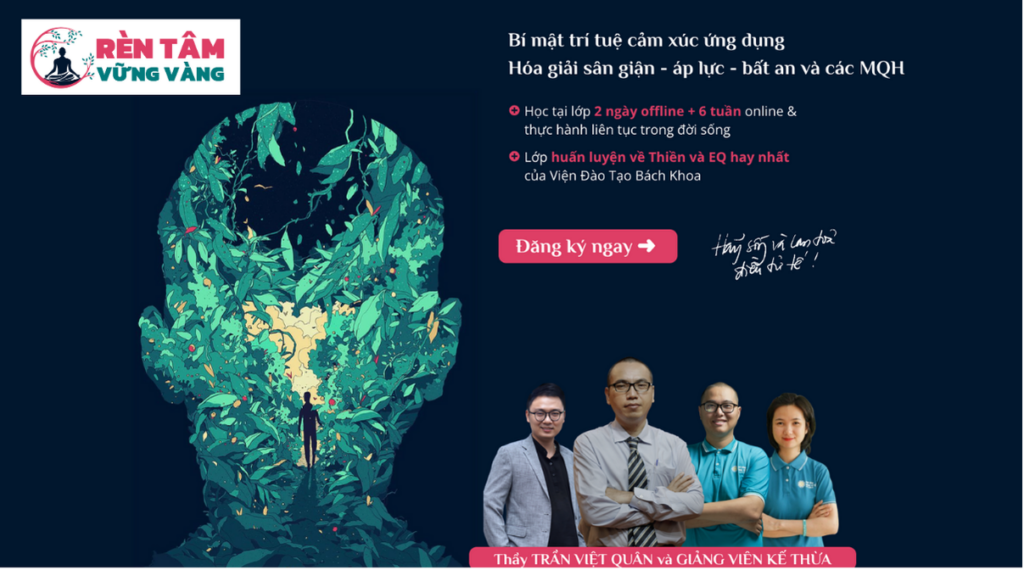 RÈN TÂM
VỮNG VÀNG
Bí mật trí tuệ cảm xúc ứng dụng
Hóa giải sân giận - áp lực - bất an và các MQH
Học tại lớp 2 ngày offline + 6 tuần online &
thực hành liên tục trong đời sống
Lớp huấn luyện về Thiền và EQ hay nhất
của Viện Đào Tạo Bách Khoa
Đăng ký ngay
Hãy sống và lan toả
điều tử tế!
Thầy TRẦN VIỆT QUÂN và GIẢNG VIÊN KẾ THỪA